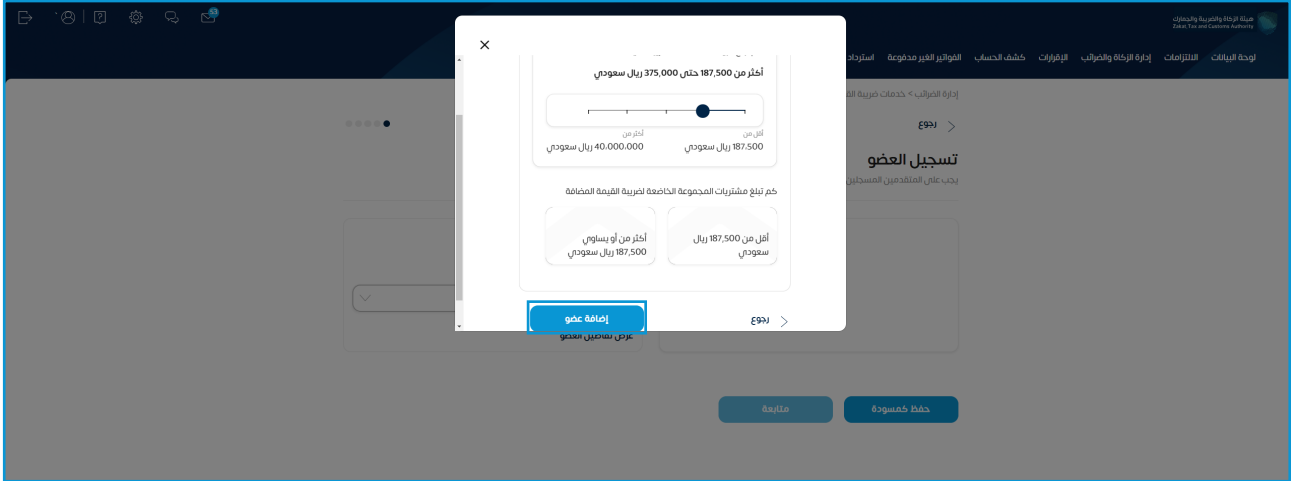 53
هيئة الزكاة والضريبة والجمارك
Zakat, Tax and Customs Authority
لوحة البيانات الالتزامات إدارة الزكاة والضرائب الإقرارات كشف الحساب الفواتير الغير مدفوعة استرداد
إدارة الضرائب > خدمات ضريبة
رجوع
تسجيل العضو
يجب على المتقدمين المسجلين
أكثر من 187,500 حتى 375,000 ريال سعودي
أقل من
187،500 ريال سعودي
أكثر من
40،000،000 ريال سعودي
كم تبلغ مشتريات المجموعة الخاضعة لضريبة القيمة المضافة
أقل من 187,500 ريال
سعودي
أكثر من أو يساوي
187,500 ريال سعودي
رجوع
إضافة عضو
عرض تفاصيل العضو
حفظ كمسودة
متابعة